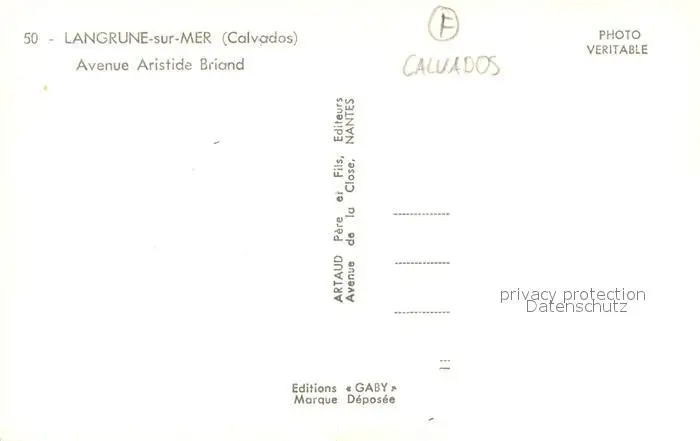 50 - LANGRUNE-sur-MER (Calvados)
Avenue Aristide Briand
F
CALVADOS
PHOTO
VERITABLE
ARTAUD Père et Fils, Editeurs
Avenue de la Close, NANTES
privacy protection
Datenschutz
Editions « GABY »
Marque Déposée